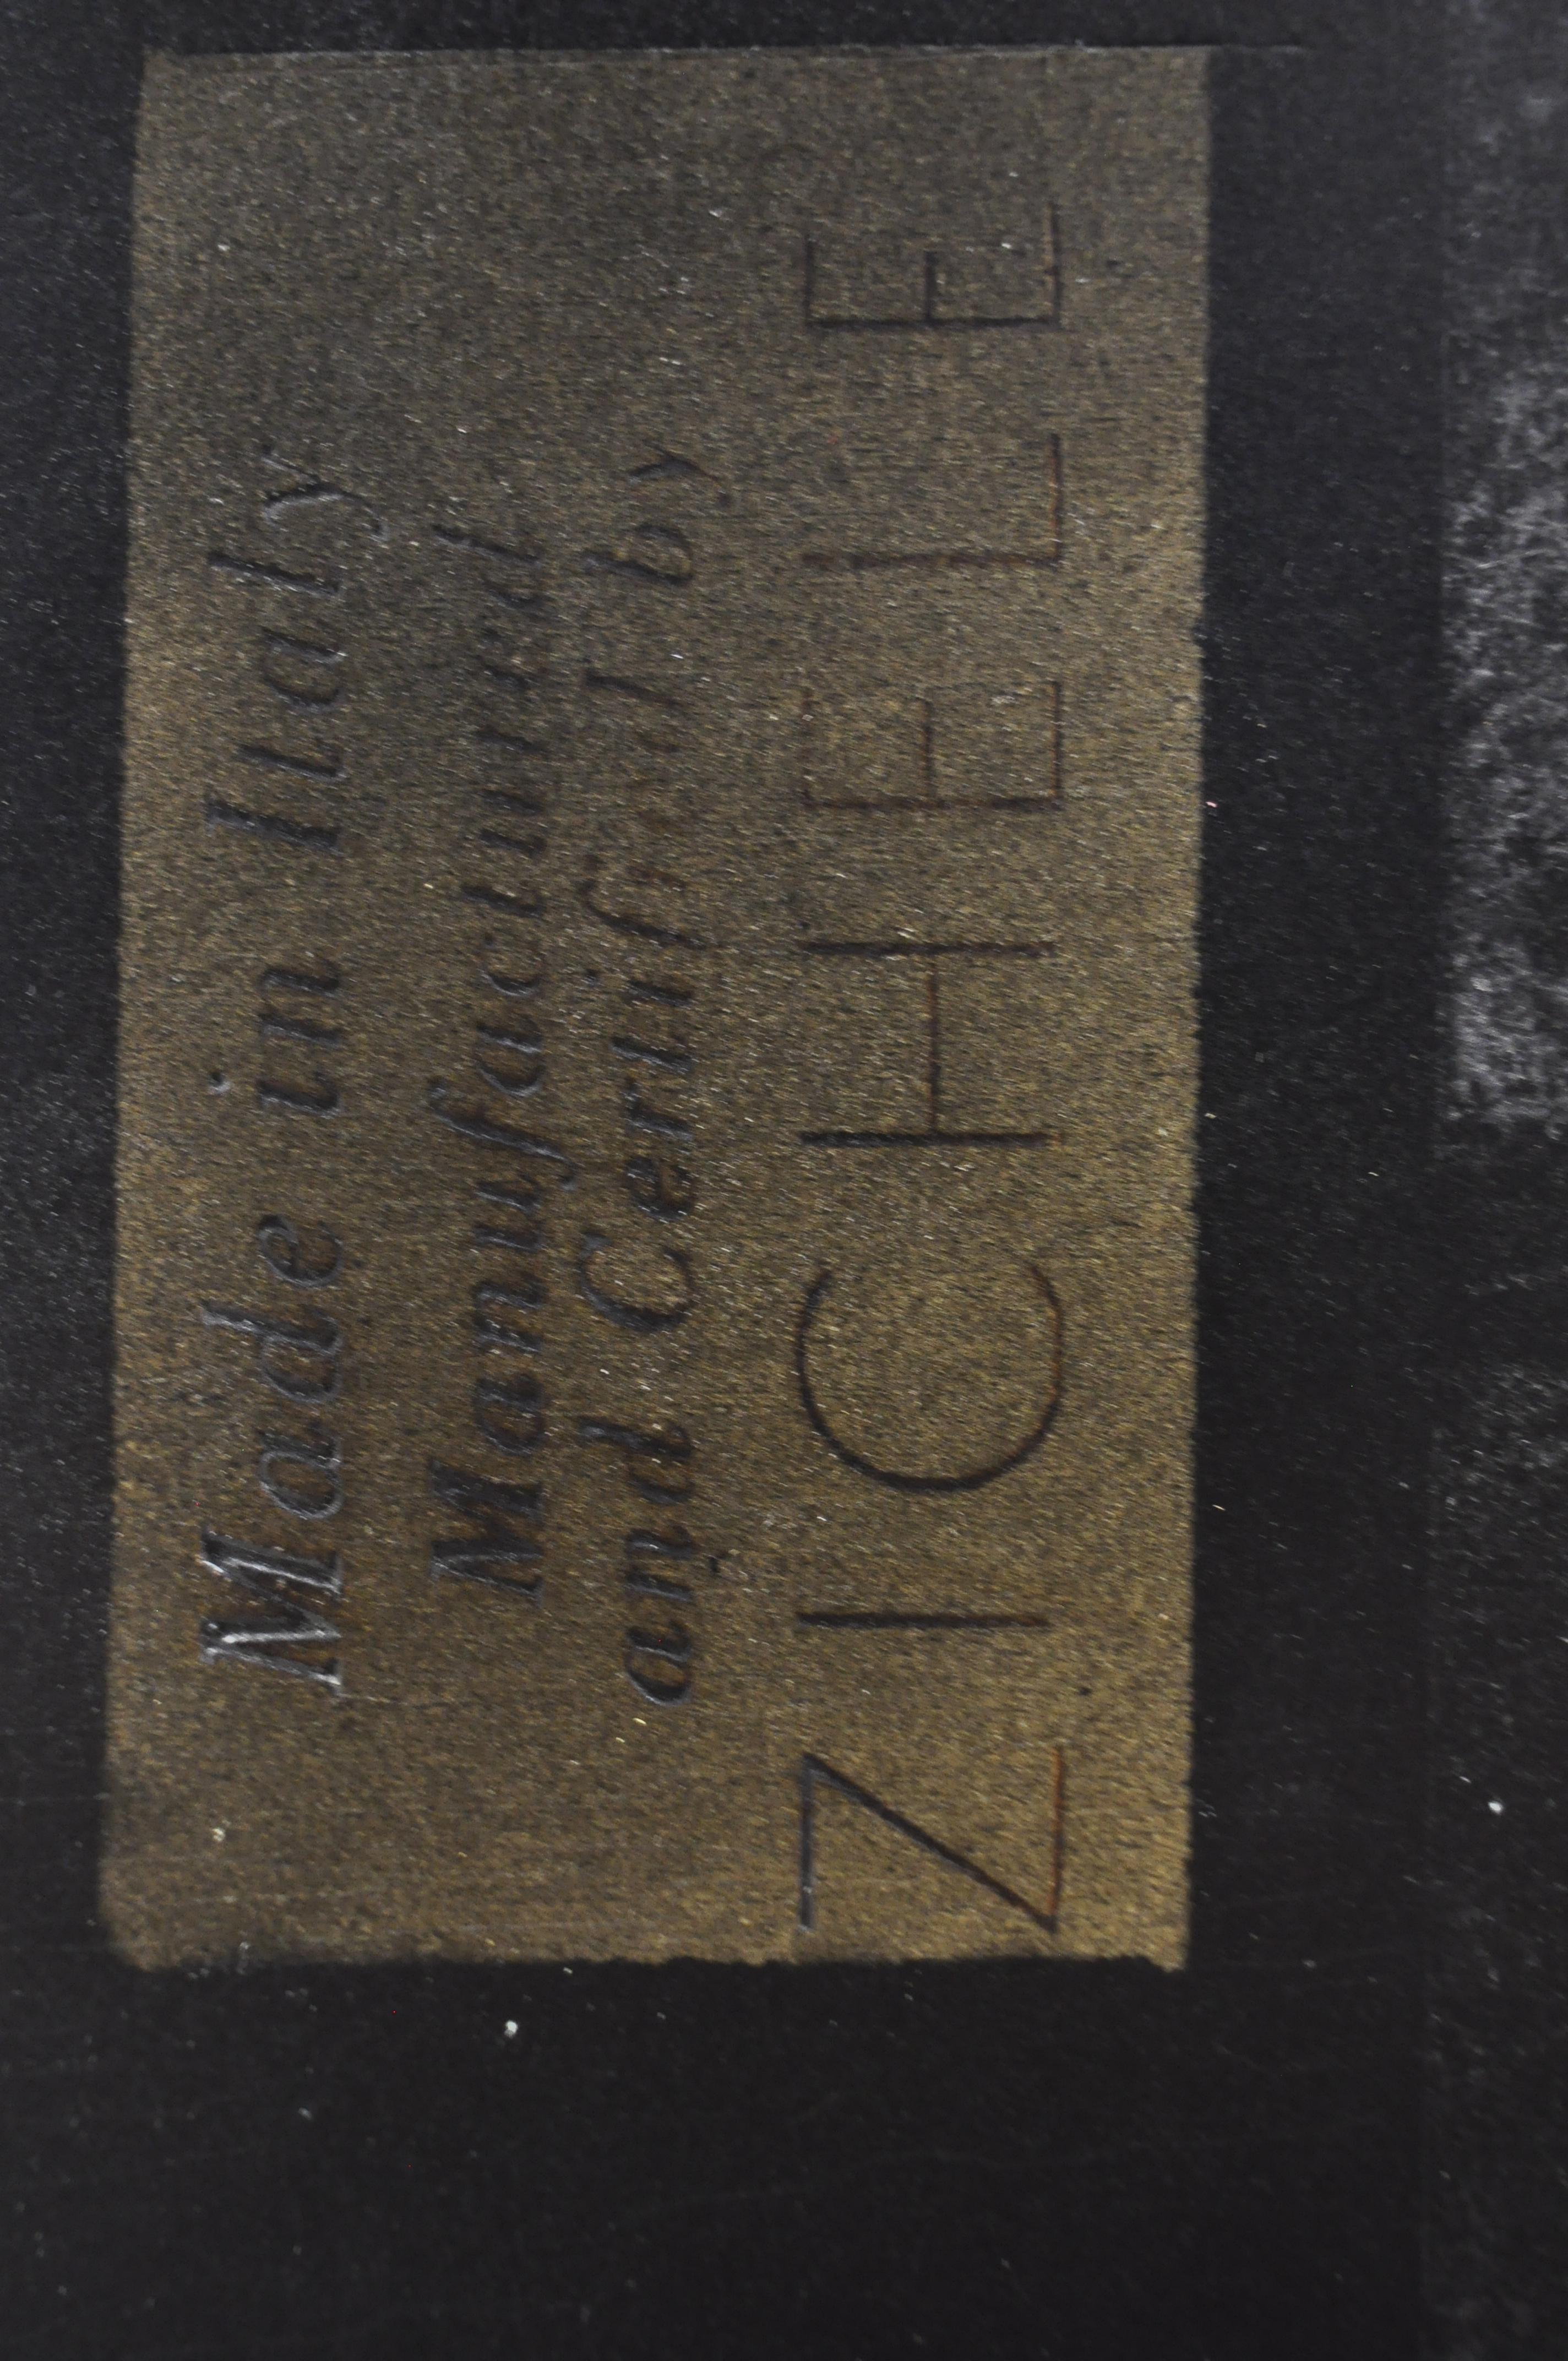 Made in Italy
Manufactured
and Certified by
ZICHELE